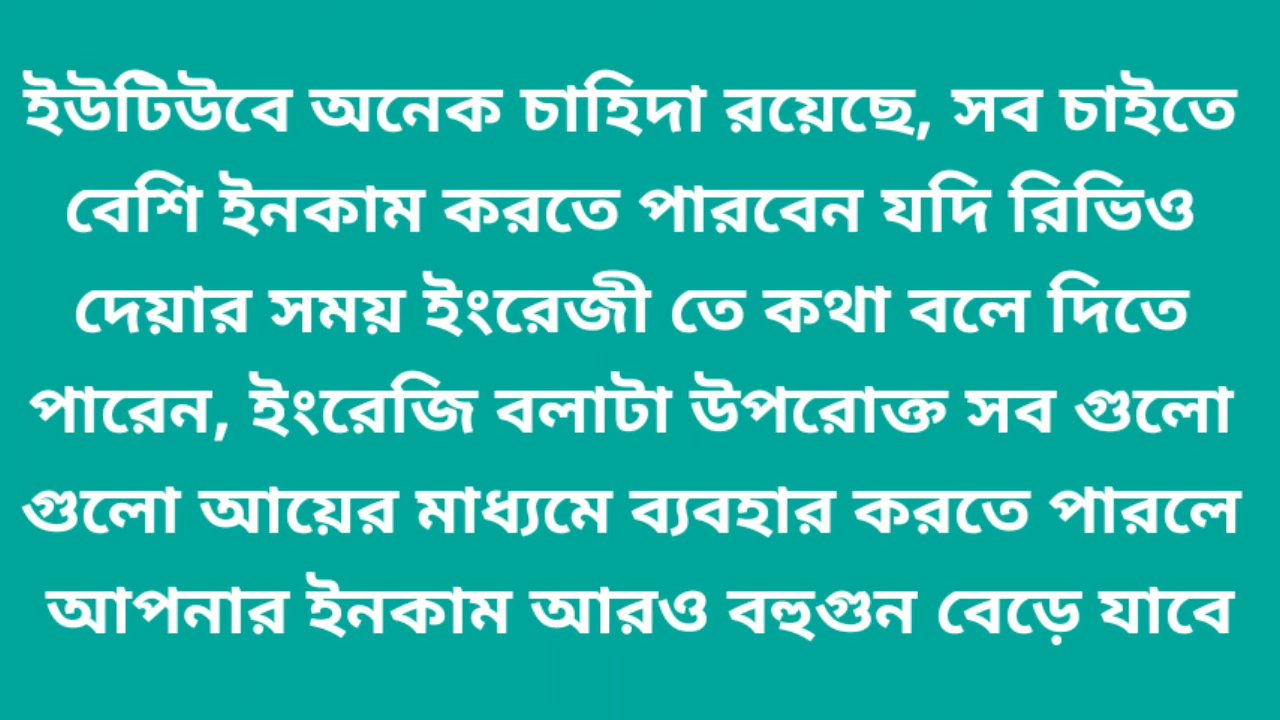 ইউটিউবে অনেক চাহিদা রয়েছে, সব চাইতে
বেশি ইনকাম করতে পারবেন যদি রিভিও
দেয়ার সময় ইংরেজী তে কথা বলে দিতে
পারেন, ইংরেজি বলাটা উপরোক্ত সব গুলো
গুলো আয়ের মাধ্যমে ব্যবহার করতে পারলে
আপনার ইনকাম আরও বহুগুন বেড়ে যাবে